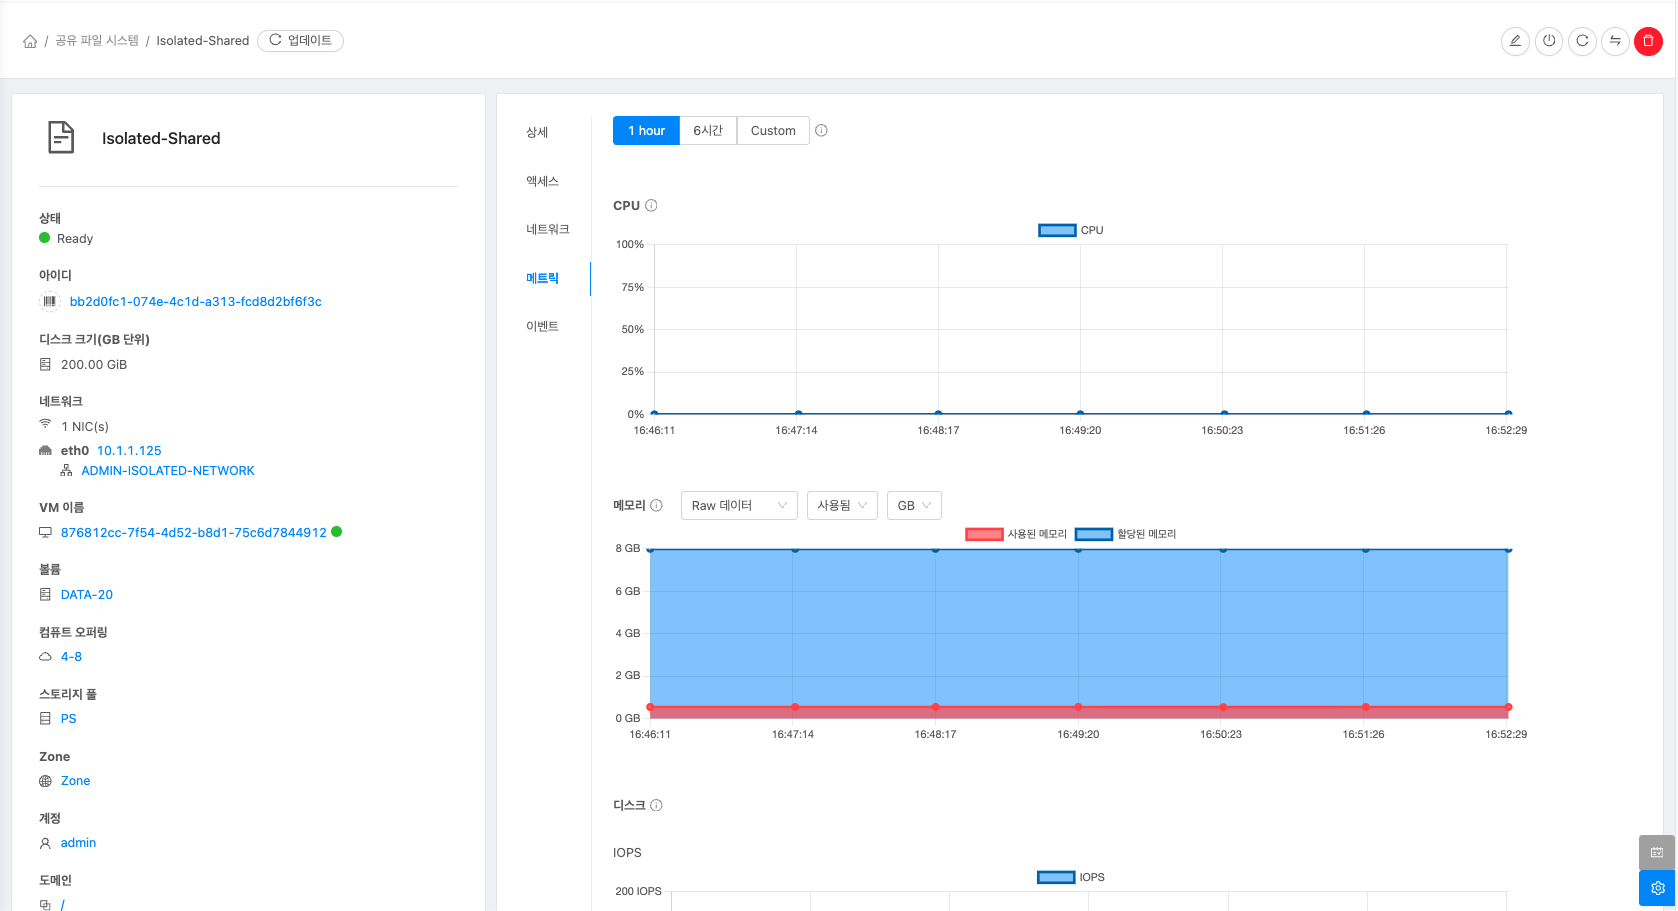 / 공유 파일 시스템 / Isolated-Shared 업데이트
Isolated-Shared
상태
Ready
아이디
bb2d0fc1-074e-4c1d-a313-fcd8d2bf6f3c
디스크 크기(GB 단위)
200.00 GiB
네트워크
1 NIC(s)
eth0 10.1.1.125
ADMIN-ISOLATED-NETWORK
VM 이름
876812cc-7f54-4d52-b8d1-75c6d7844912
볼륨
DATA-20
컴퓨트 오퍼링
4-8
스토리지 풀
PS
Zone
Zone
계정
admin
도메인
/
상세
액세스
네트워크
메트릭
이벤트
1 hour 6시간 Custom
CPU
CPU
100%
75%
50%
25%
0%
16:46:11 16:47:14 16:48:17 16:49:20 16:50:23 16:51:26 16:52:29
메모리 Raw 데이터 사용됨 GB
사용된 메모리 할당된 메모리
8 GB
6 GB
4 GB
2 GB
0 GB
16:46:11 16:47:14 16:48:17 16:49:20 16:50:23 16:51:26 16:52:29
디스크
IOPS
IOPS
200 IOPS